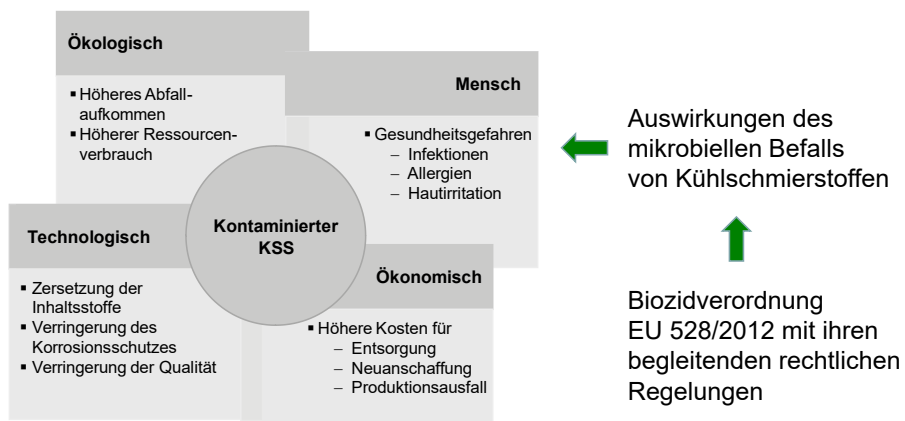 Ökologisch
▪ Höheres Abfall-
aufkommen
▪ Höherer Ressourcen-
verbrauch
Mensch
▪ Gesundheitsgefahren
– Infektionen
– Allergien
– Hautirritation
Kontaminierter
KSS
Technologisch
▪ Zersetzung der
Inhaltsstoffe
▪ Verringerung des
Korrosionsschutzes
▪ Verringerung der Qualität
Ökonomisch
▪ Höhere Kosten für
– Entsorgung
– Neuanschaffung
– Produktionsausfall
Auswirkungen des
mikrobiellen Befalls
von Kühlschmierstoffen
Biozidverordnung
EU 528/2012 mit ihren
begleitenden rechtlichen
Regelungen